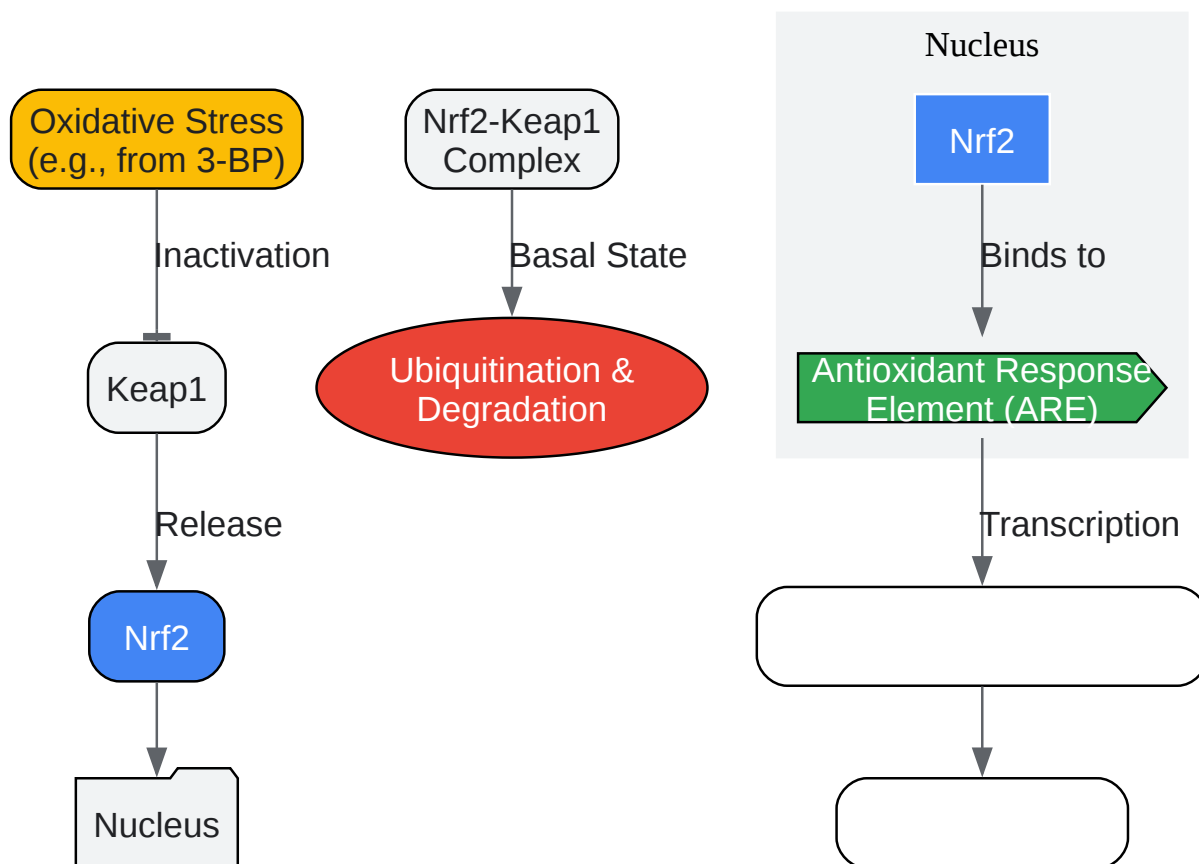 Oxidative Stress
(e.g., from 3-BP)
Inactivation
Keap1
Release
Nrf2
Nucleus
Nrf2-Keap1
Complex
Basal State
Ubiquitination &
Degradation
Nucleus
Nrf2
Binds to
Antioxidant Response
Element (ARE)
Transcription